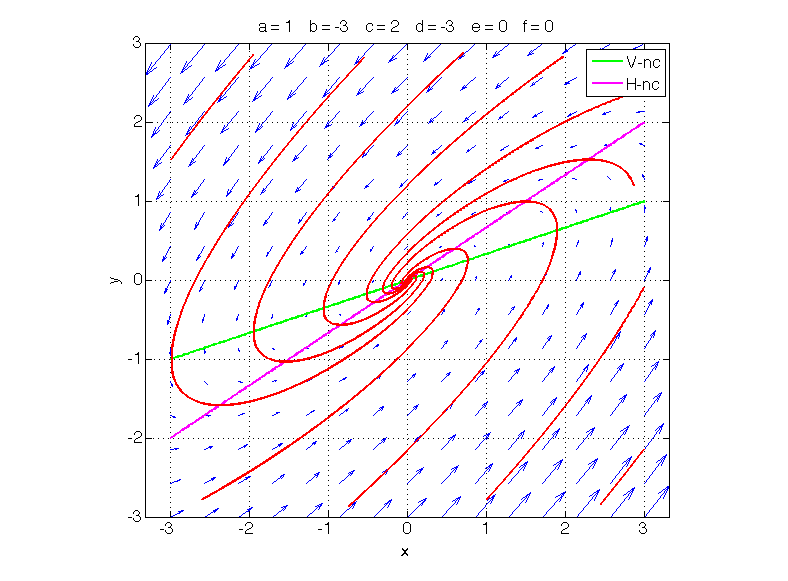 a = 1 b = -3 c = 2 d = -3 e = 0 f = 0
V-nc
H-nc
3
2
1
0
-1
-2
-3
y
-3 -2 -1 0 1 2 3
x